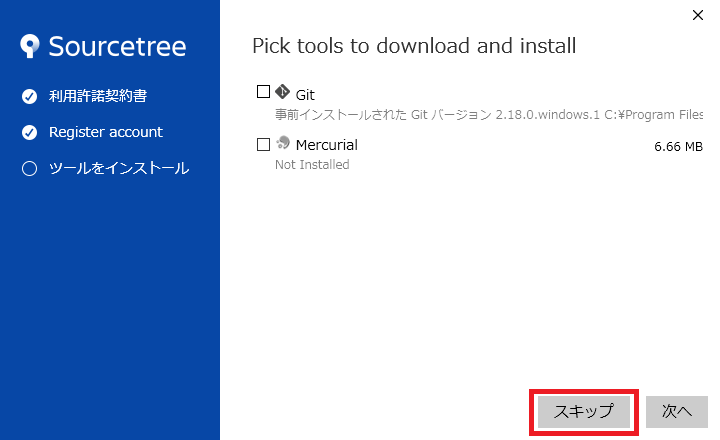 Sourcetree
利用許諾契約書
Register account
ツールをインストール
Pick tools to download and install
Git
事前インストールされた Git バージョン 2.18.0.windows.1 C:¥Program Files
Mercurial
6.66 MB
Not Installed
スキップ
次へ